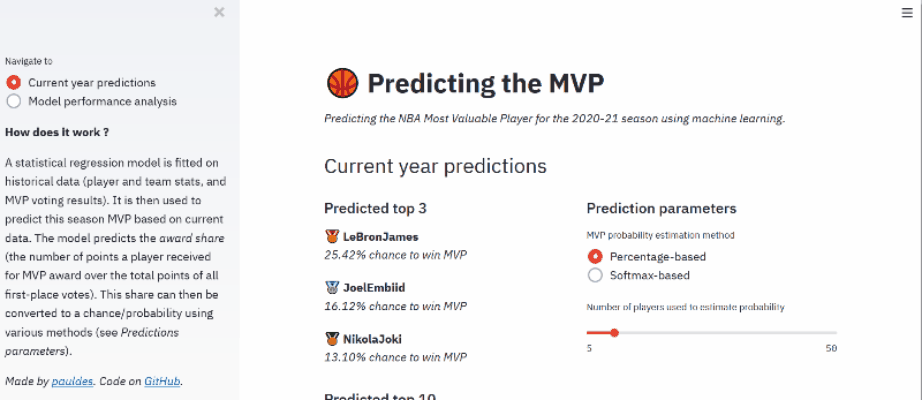 Navigate to
Current year predictions
Model performance analysis
How does it work ?
A statistical regression model is fitted on
historical data (player and team stats, and
MVP voting results). It is then used to
predict this season MVP based on current
data. The model predicts the award share
(the number of points a player received
for MVP award over the total points of all
first-place votes). This share can then be
converted to a chance/probability using
various methods (see Predictions
parameters).
Made by pauldes. Code on GitHub.
Predicting the MVP
Predicting the NBA Most Valuable Player for the 2020-21 season using machine learning.
Current year predictions
Predicted top 3
LeBronJames
25.42% chance to win MVP
JoelEmbiid
16.12% chance to win MVP
NikolaJoki
13.10% chance to win MVP
Predicted top 10
Prediction parameters
MVP probability estimation method
Percentage-based
Softmax-based
Number of players used to estimate probability
5
50